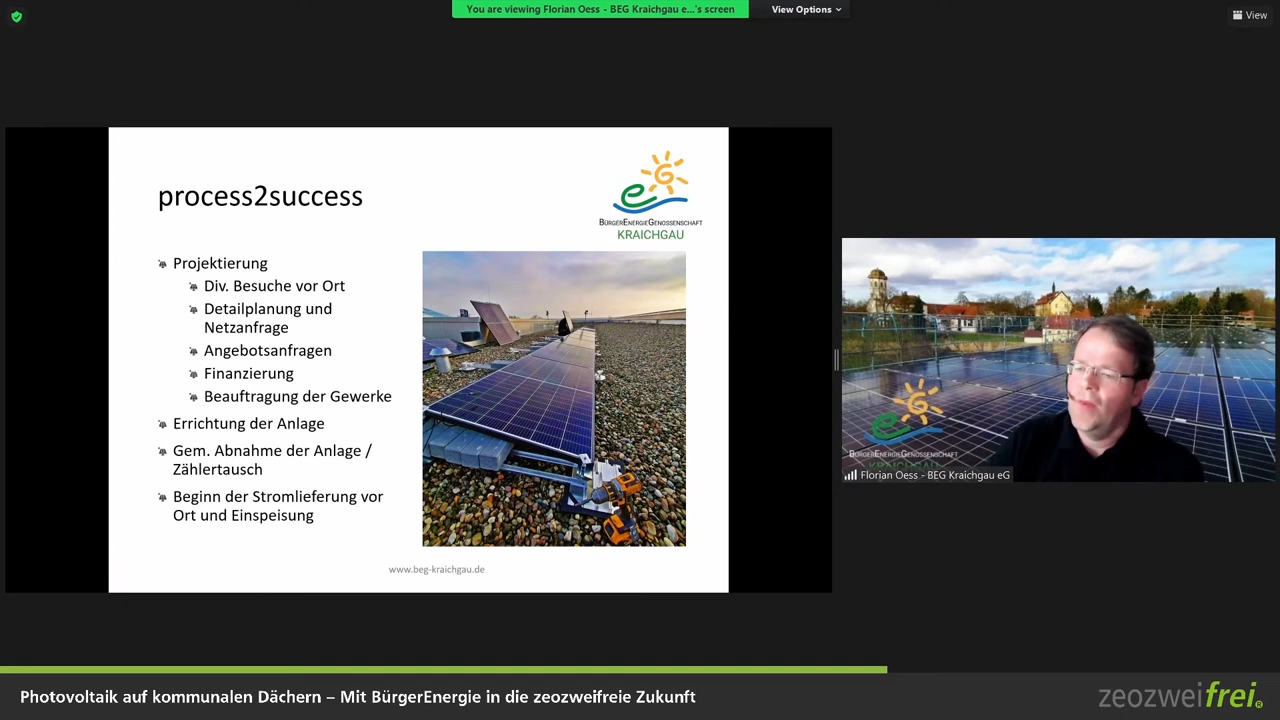 You are viewing Florian Oess - BEG Kraichgau e...'s screen
View Options
View
process2success
BÜRGERENERGIEGENOSSENSCHAFT
KRAICHGAU
Projektierung
Div. Besuche vor Ort
Detailplanung und
Netzanfrage
Angebotsanfragen
Finanzierung
Beauftragung der Gewerke
Errichtung der Anlage
Gem. Abnahme der Anlage /
Zählertausch
Beginn der Stromlieferung vor
Ort und Einspeisung
www.beg-kraichgau.de
BÜRGERENERGIEGENOSSENSCHAFT
KRAICHGAU
Florian Oess - BEG Kraichgau eG
Photovoltaik auf kommunalen Dächern – Mit BürgerEnergie in die zeozweifreie Zukunft
zeozweifrei